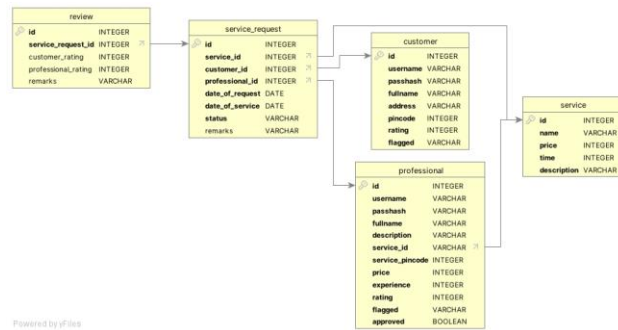 review
id INTEGER
service_request_id INTEGER
customer_rating INTEGER
professional_rating INTEGER
remarks VARCHAR
service_request
id INTEGER
service_id INTEGER
customer_id INTEGER
professional_id INTEGER
date_of_request DATE
date_of_service DATE
status VARCHAR
remarks VARCHAR
customer
id INTEGER
username VARCHAR
passhash VARCHAR
fullname VARCHAR
address VARCHAR
pincode INTEGER
rating INTEGER
flagged VARCHAR
service
id INTEGER
name VARCHAR
price INTEGER
time INTEGER
description VARCHAR
professional
id INTEGER
username VARCHAR
passhash VARCHAR
fullname VARCHAR
description VARCHAR
service_id VARCHAR
service_pincode INTEGER
price INTEGER
experience INTEGER
rating INTEGER
flagged VARCHAR
approved BOOLEAN
Powered by yFiles